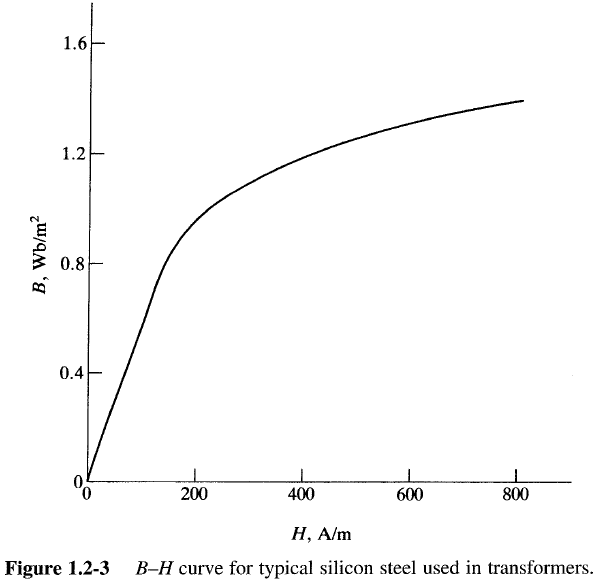 1.6
1.2
B, Wb/m²
0.8
0.4
0
0 200 400 600 800
H, A/m
Figure 1.2-3 B–H curve for typical silicon steel used in transformers.